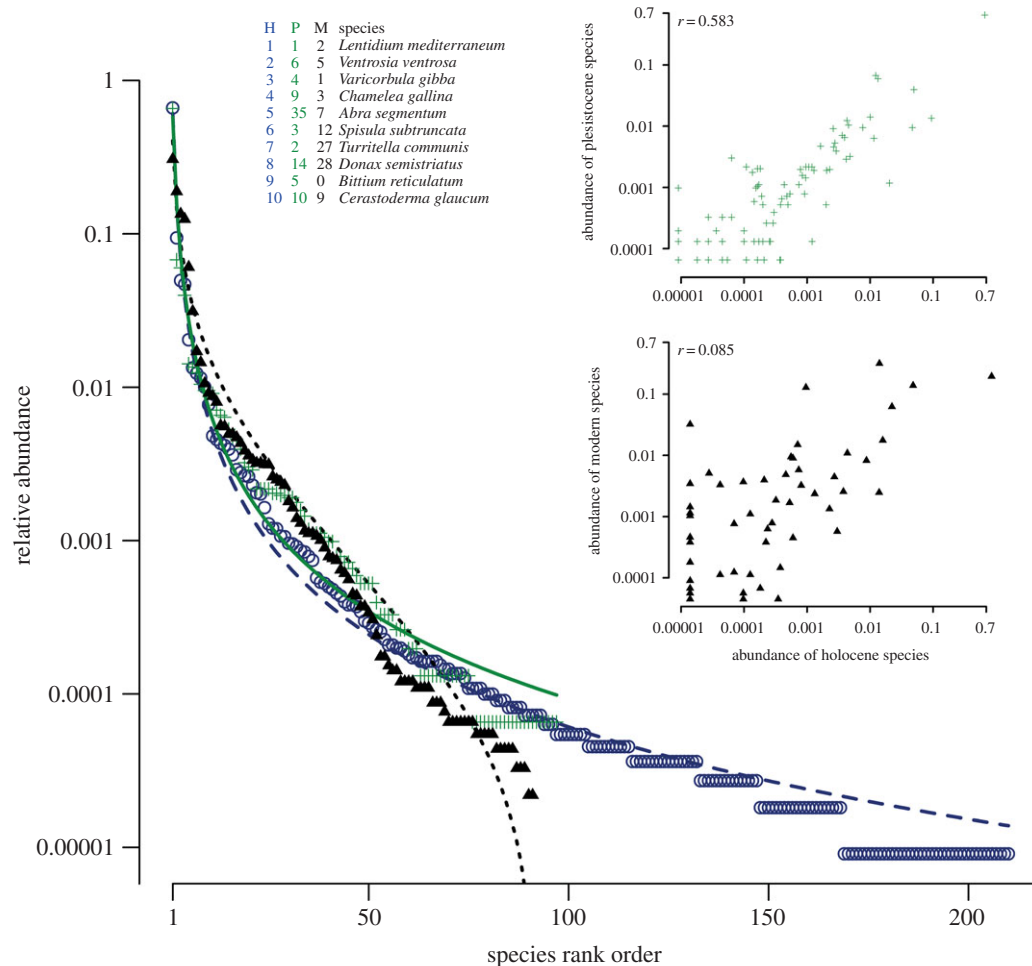 H P M species
1 1 2 Lentidium mediterraneum
2 6 5 Ventrosia ventrosa
3 4 1 Varicorbula gibba
4 9 3 Chamelea gallina
5 35 7 Abra segmentum
6 3 12 Spisula subtruncata
7 2 27 Turritella communis
8 14 28 Donax semistriatus
9 5 0 Bittium reticulatum
10 10 9 Cerastoderma glaucum
1
0.1
0.01
0.001
0.0001
0.00001
relative abundance
1 50 100 150 200
species rank order
r = 0.583
0.7
0.1
0.01
0.001
0.0001
abundance of plesistocene species
0.00001 0.0001 0.001 0.01 0.1 0.7
r = 0.085
0.7
0.1
0.01
0.001
0.0001
abundance of modern species
0.00001 0.0001 0.001 0.01 0.1 0.7
abundance of holocene species